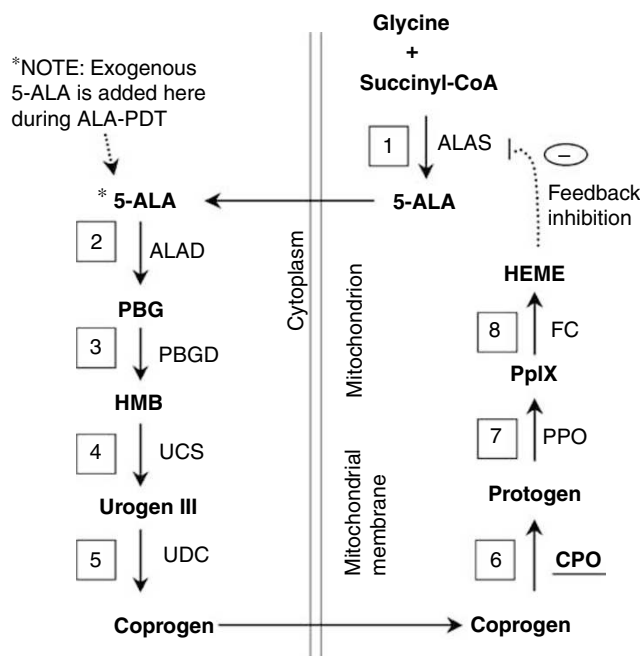 *NOTE: Exogenous
5-ALA is added here
during ALA-PDT
* 5-ALA
2
ALAD
PBG
3
PBGD
HMB
4
UCS
Urogen III
5
UDC
Coprogen
Cytoplasm
Mitochondrion
Mitochondrial
membrane
Glycine
+
Succinyl-CoA
1
ALAS
−
5-ALA
Feedback
inhibition
HEME
8
FC
PpIX
7
PPO
Protogen
6
CPO
Coprogen